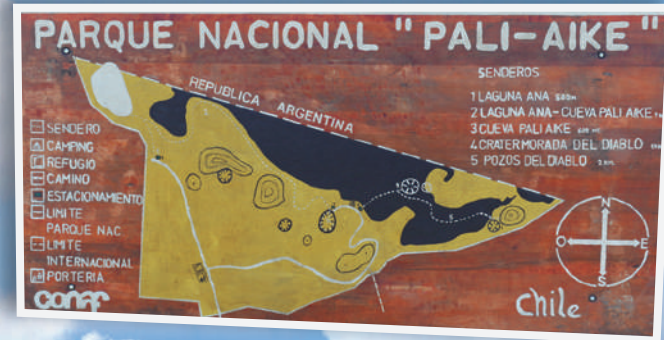 PARQUE NACIONAL "PALI-AIKE"
REPUBLICA ARGENTINA
SENDEROS
1 LAGUNA ANA
2 LAGUNA ANA-CUEVA PALI AIKE
3 CUEVA PALI AIKE
4 CRATER MORADA DEL DIABLO
5 POZOS DEL DIABLO
SENDERO
CAMPING
REFUGIO
CAMINO
ESTACIONAMIENTO
LIMITE
PARQUE NAC
LIMITE
INTERNACIONAL
PORTERIA
conaf
N
O E
S
Chile